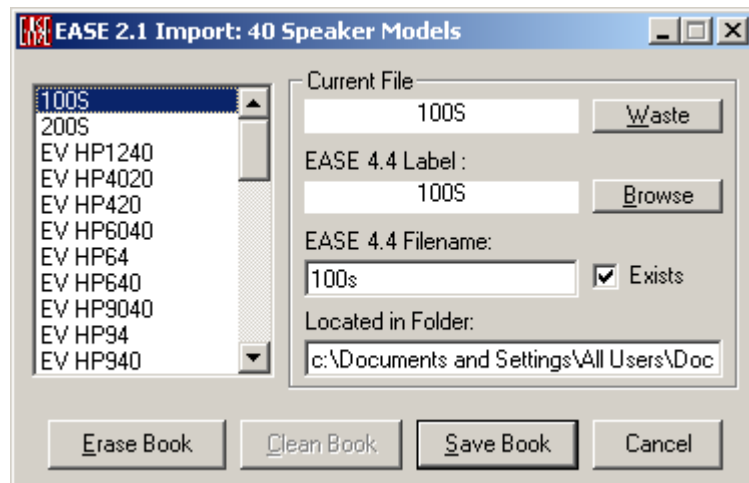 EASE 2.1 Import: 40 Speaker Models
100S
200S
EV HP1240
EV HP4020
EV HP420
EV HP6040
EV HP64
EV HP640
EV HP9040
EV HP94
EV HP940
Current File
100S
Waste
EASE 4.4 Label :
100S
Browse
EASE 4.4 Filename:
100s
Exists
Located in Folder:
c:\Documents and Settings\All Users\Doc
Erase Book
Clean Book
Save Book
Cancel